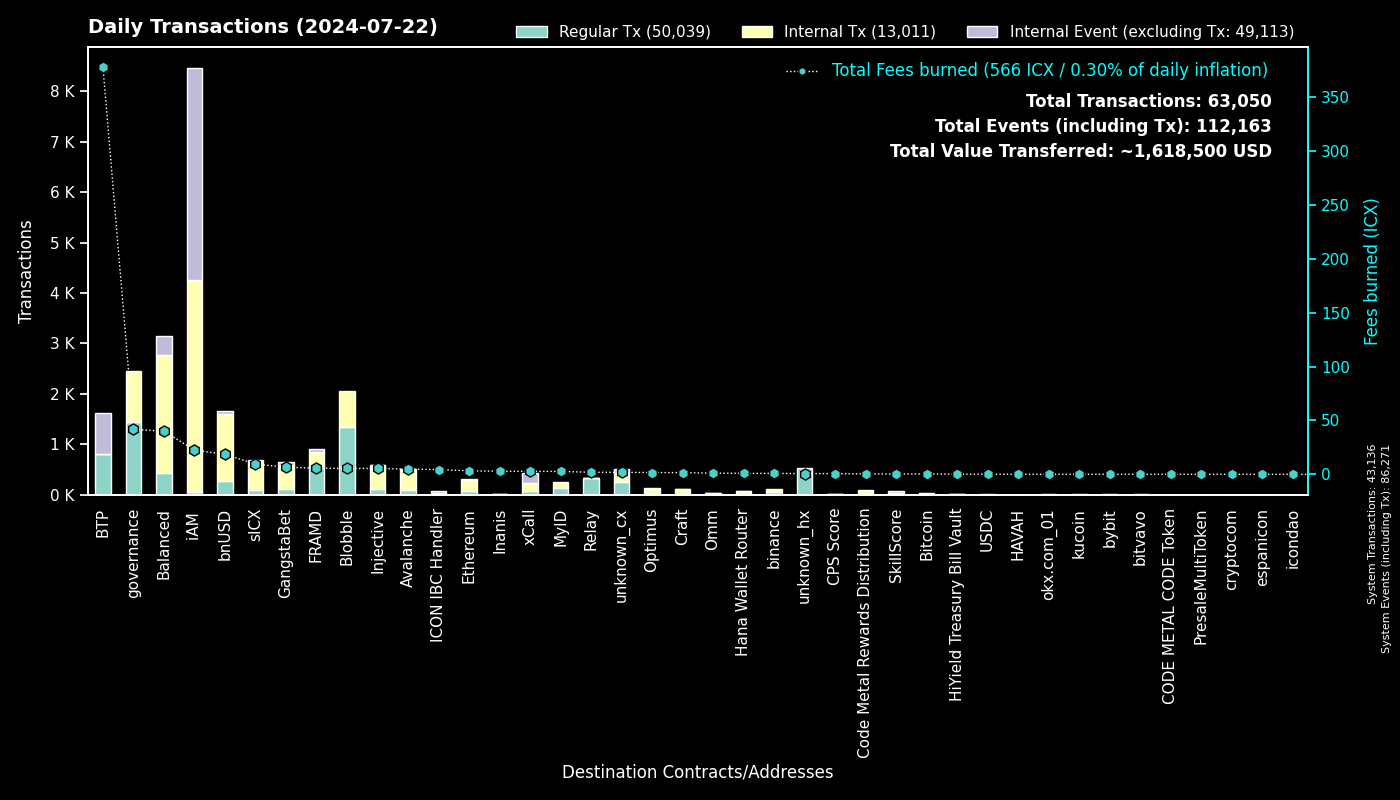 Daily Transactions (2024-07-22)
Regular Tx (50,039)
Internal Tx (13,011)
Internal Event (excluding Tx: 49,113)
Total Fees burned (566 ICX / 0.30% of daily inflation)
Total Transactions: 63,050
Total Events (including Tx): 112,163
Total Value Transferred: ~1,618,500 USD
Transactions
8 K
7 K
6 K
5 K
4 K
3 K
2 K
1 K
0 K
350
300
250
200
150
100
50
0
Fees burned (ICX)
BTP
governance
Balanced
iAM
bnUSD
sICX
GangstaBet
FRAMD
Blobble
Injective
Avalanche
ICON IBC Handler
Ethereum
Inanis
xCall
MyID
Relay
unknown_cx
Optimus
Craft
Omm
Hana Wallet Router
binance
unknown_hx
CPS Score
Code Metal Rewards Distribution
SkillScore
Bitcoin
HiYield Treasury Bill Vault
USDC
HAVAH
okx.com_01
kucoin
bybit
bitvavo
CODE METAL CODE Token
PresaleMultiToken
cryptocom
espanicon
icondao
Destination Contracts/Addresses
System Transactions: 43,136
System Events (including Tx): 86,271